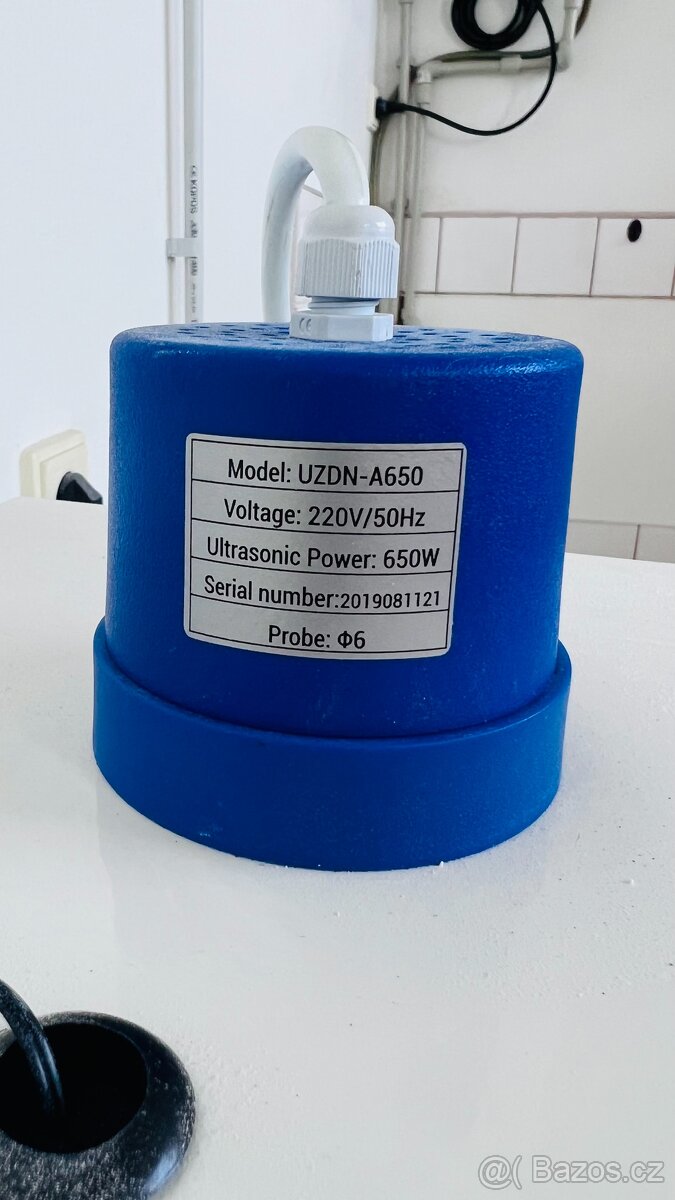 Model: UZDN-A650
Voltage: 220V/50Hz
Ultrasonic Power: 650W
Serial number:2019081121
Probe: Φ6
@( Bazos.cz